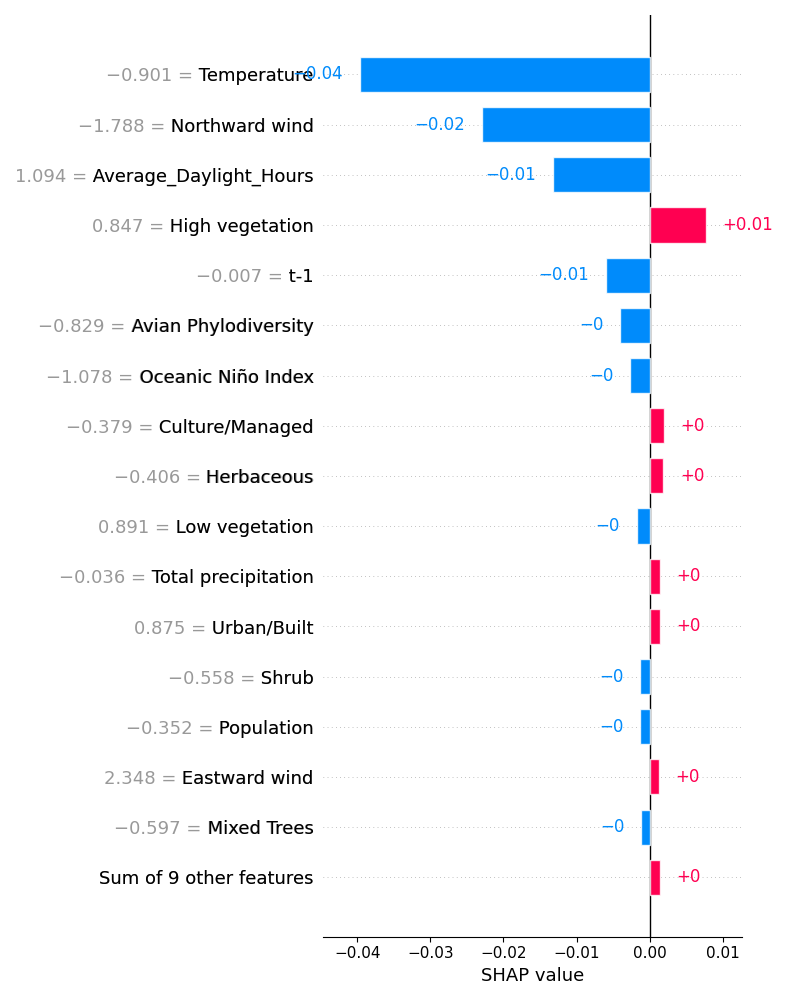 −0.901 = Temperature −0.04
−1.788 = Northward wind −0.02
1.094 = Average_Daylight_Hours −0.01
0.847 = High vegetation +0.01
−0.007 = t-1 −0.01
−0.829 = Avian Phylodiversity −0
−1.078 = Oceanic Niño Index −0
−0.379 = Culture/Managed +0
−0.406 = Herbaceous +0
0.891 = Low vegetation −0
−0.036 = Total precipitation +0
0.875 = Urban/Built +0
−0.558 = Shrub −0
−0.352 = Population −0
2.348 = Eastward wind +0
−0.597 = Mixed Trees −0
Sum of 9 other features +0
−0.04 −0.03 −0.02 −0.01 0.00 0.01
SHAP value